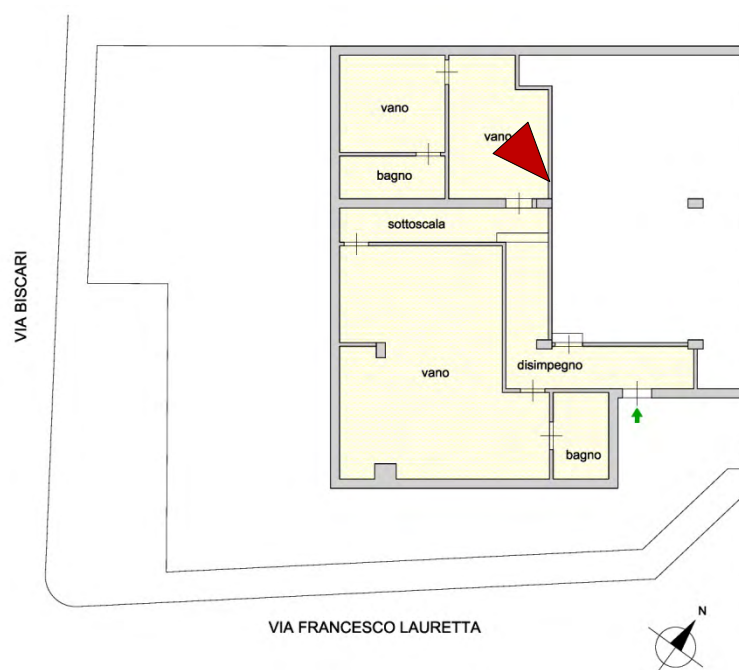 vano
vano
bagno
sottoscala
VIA BISCARI
disimpegno
vano
bagno
N
VIA FRANCESCO LAURETTA